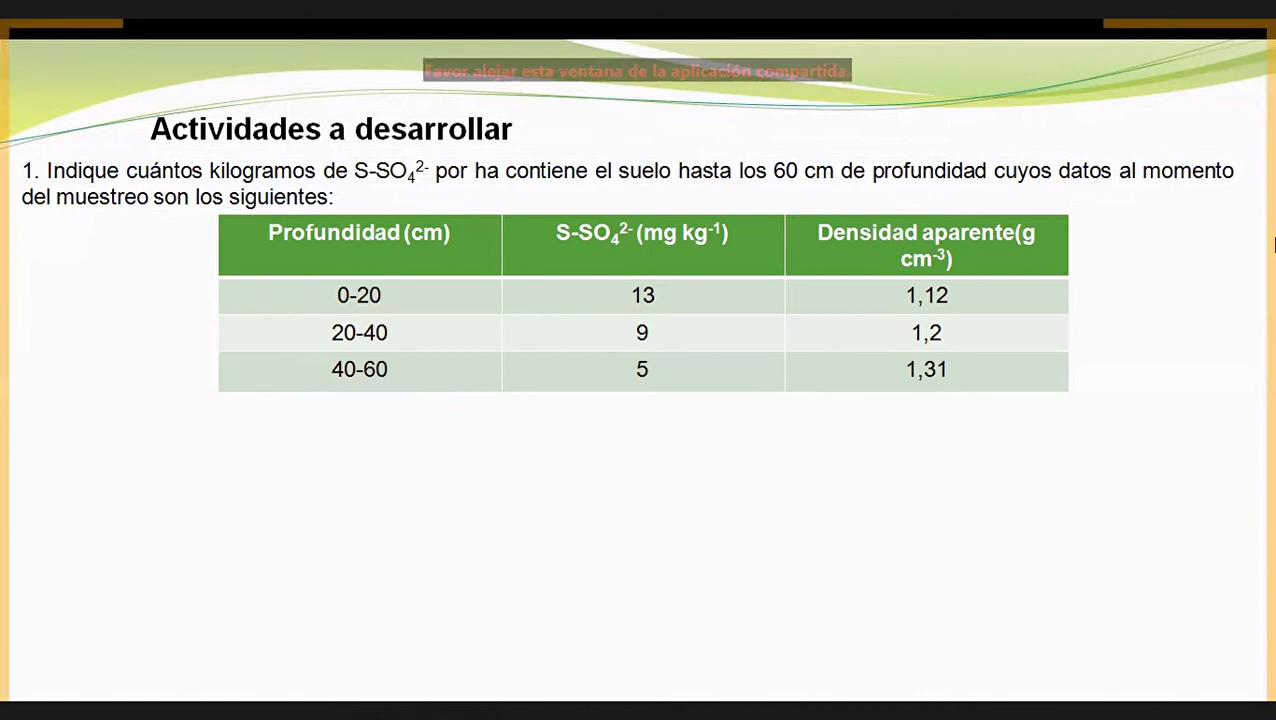 Favor alejar esta ventana de la aplicación compartida.
Actividades a desarrollar
1. Indique cuántos kilogramos de S-SO₄²⁻ por ha contiene el suelo hasta los 60 cm de profundidad cuyos datos al momento
del muestreo son los siguientes:
Profundidad (cm) S-SO₄²⁻ (mg kg⁻¹) Densidad aparente(g
cm⁻³)
0-20 13 1,12
20-40 9 1,2
40-60 5 1,31